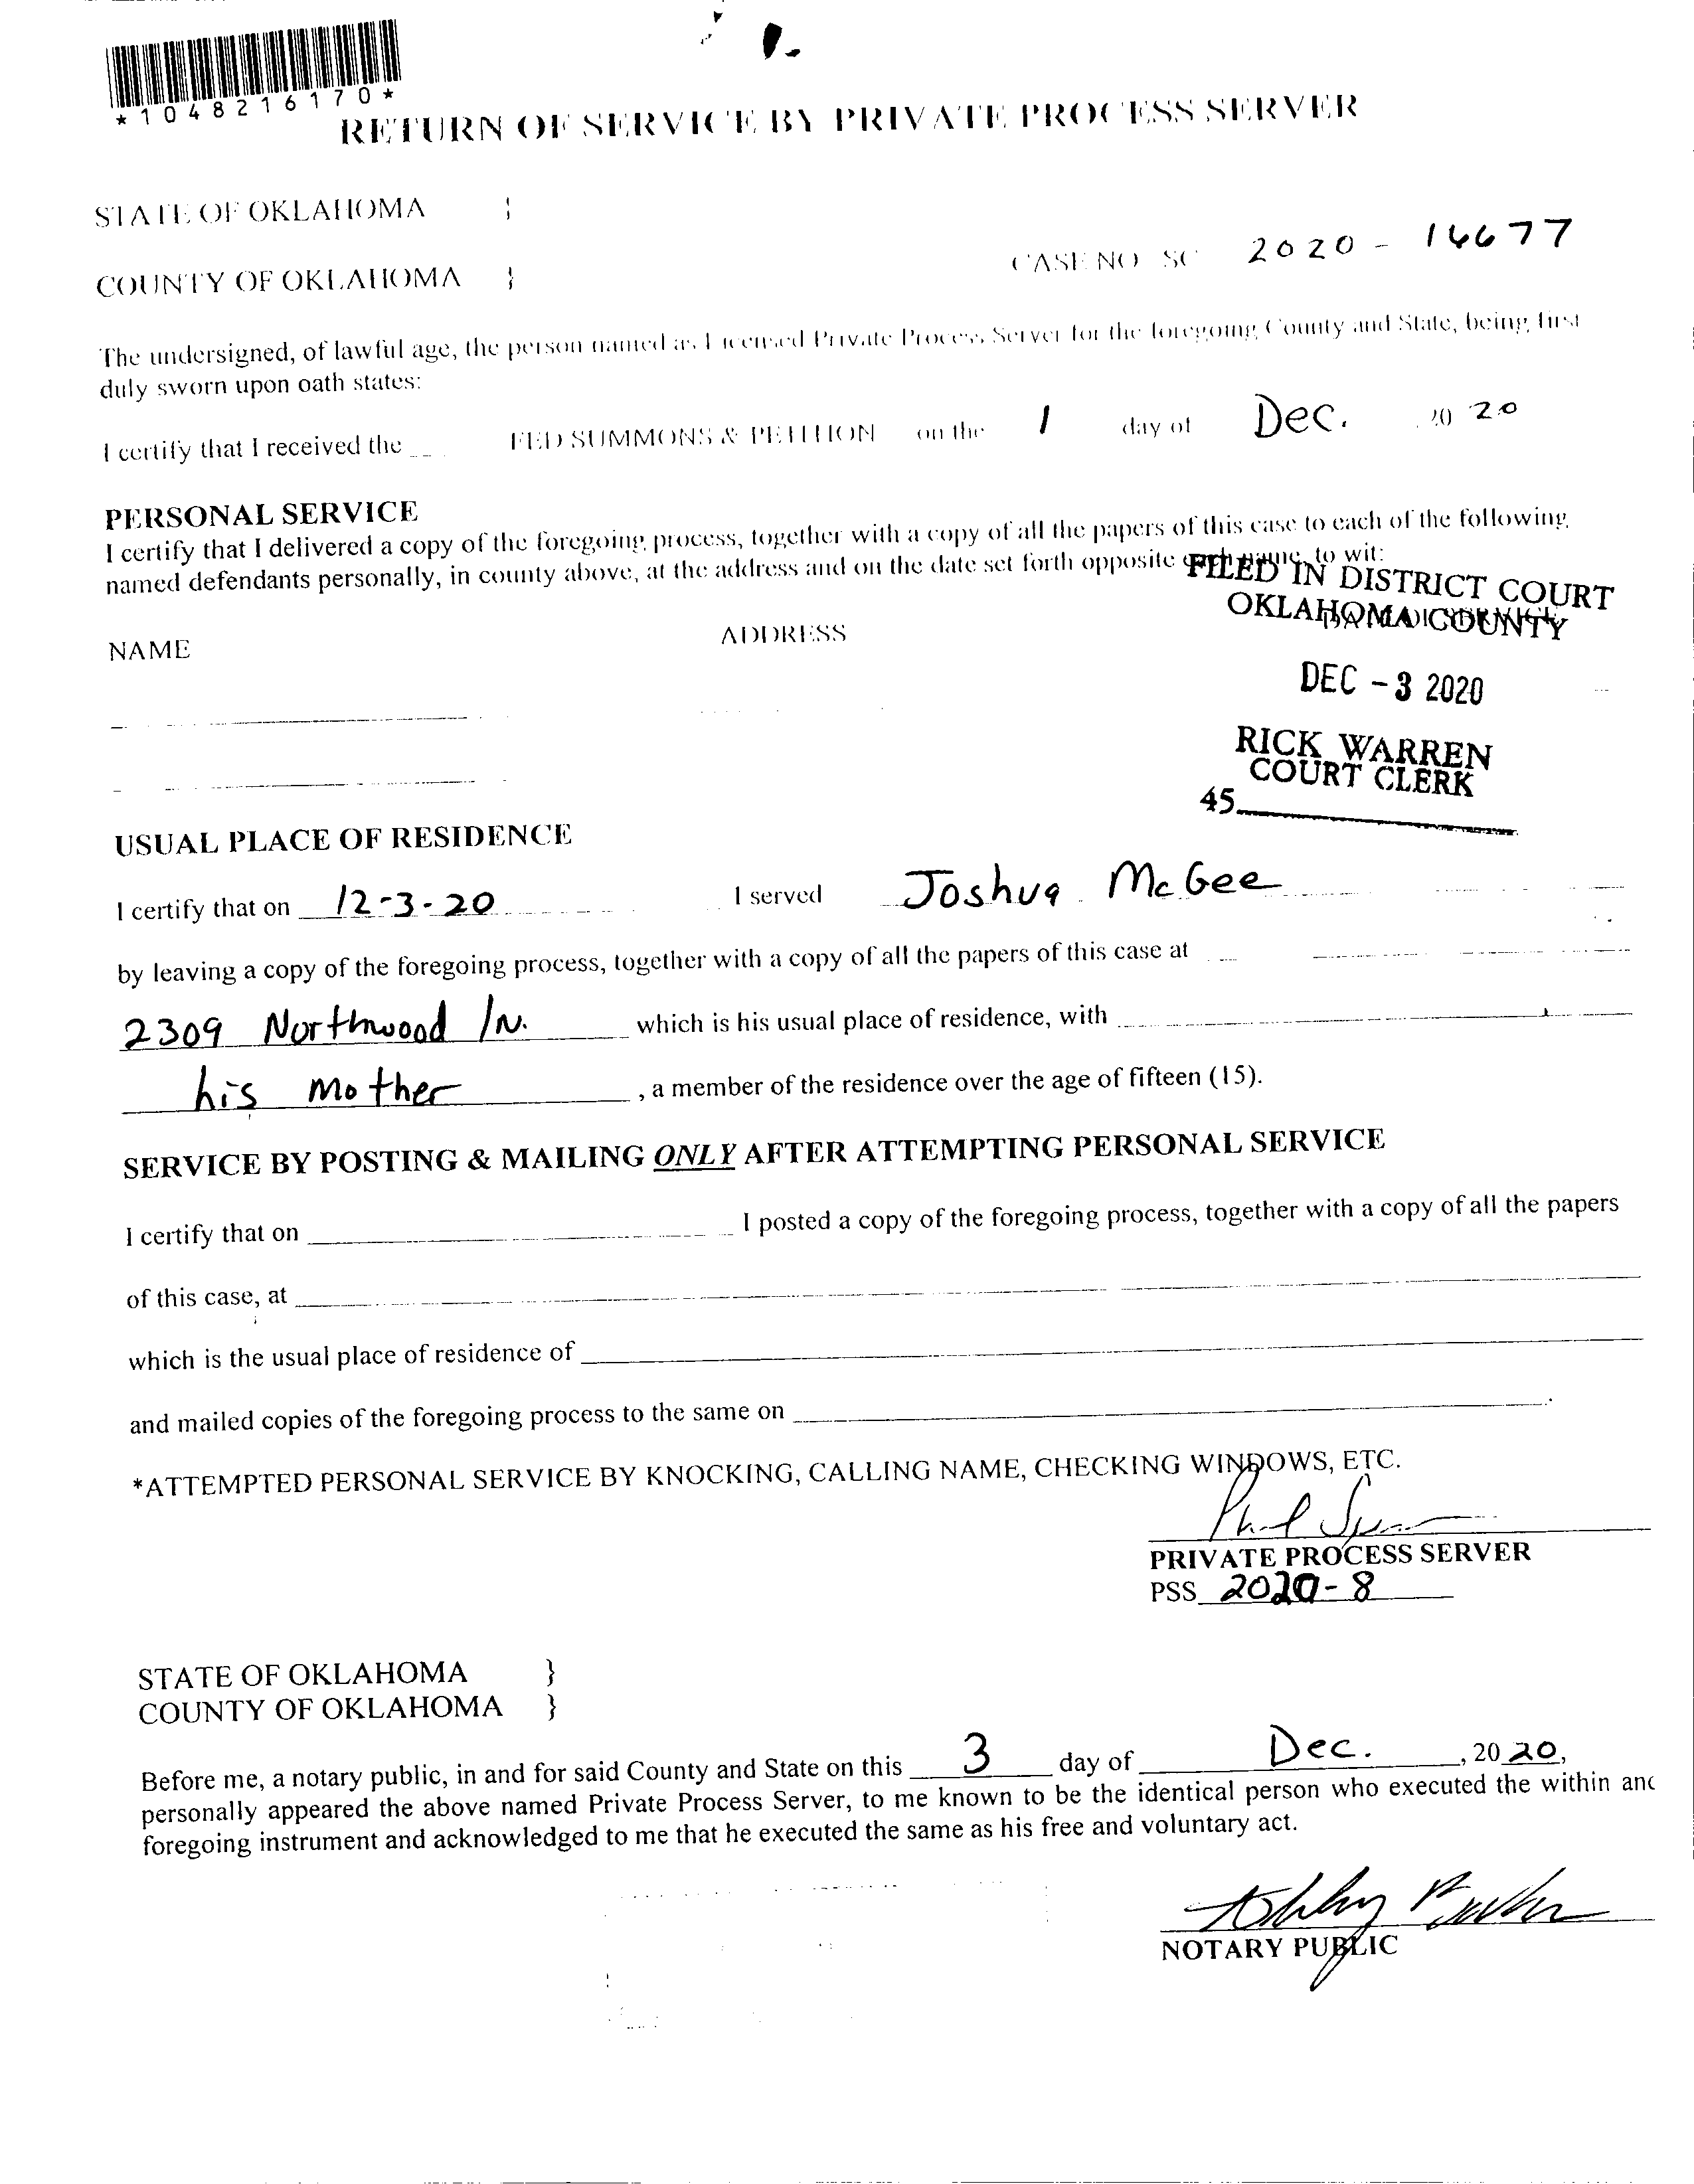 *1048216170*
RETURN OF SERVICE BY PRIVATE PROCESS SERVER
STATE OF OKLAHOMA }
CASE NO SC 2020 - 16677
COUNTY OF OKLAHOMA }
The undersigned, of lawful age, the person named as Licensed Private Process Server for the foregoing County and State, being first
duly sworn upon oath states:
I certify that I received the FED SUMMONS & PETITION on the 1 day of Dec. 20 20
PERSONAL SERVICE
I certify that I delivered a copy of the foregoing process, together with a copy of all the papers of this case to each of the following
named defendants personally, in county above, at the address and on the date set forth opposite each name, to wit:
FILED IN DISTRICT COURT
OKLAHOMA COUNTY
NAME ADDRESS
DEC - 3 2020
RICK WARREN
COURT CLERK
45
USUAL PLACE OF RESIDENCE
I certify that on 12-3-20 I served Joshua McGee
by leaving a copy of the foregoing process, together with a copy of all the papers of this case at
2309 Northwood ln. which is his usual place of residence, with
his Mother, a member of the residence over the age of fifteen (15).
SERVICE BY POSTING & MAILING ONLY AFTER ATTEMPTING PERSONAL SERVICE
I certify that on I posted a copy of the foregoing process, together with a copy of all the papers
of this case, at
which is the usual place of residence of
and mailed copies of the foregoing process to the same on .
*ATTEMPTED PERSONAL SERVICE BY KNOCKING, CALLING NAME, CHECKING WINDOWS, ETC.
PRIVATE PROCESS SERVER
PSS 2020-8
STATE OF OKLAHOMA }
COUNTY OF OKLAHOMA }
Before me, a notary public, in and for said County and State on this 3 day of Dec., 20 20,
personally appeared the above named Private Process Server, to me known to be the identical person who executed the within and
foregoing instrument and acknowledged to me that he executed the same as his free and voluntary act.
NOTARY PUBLIC